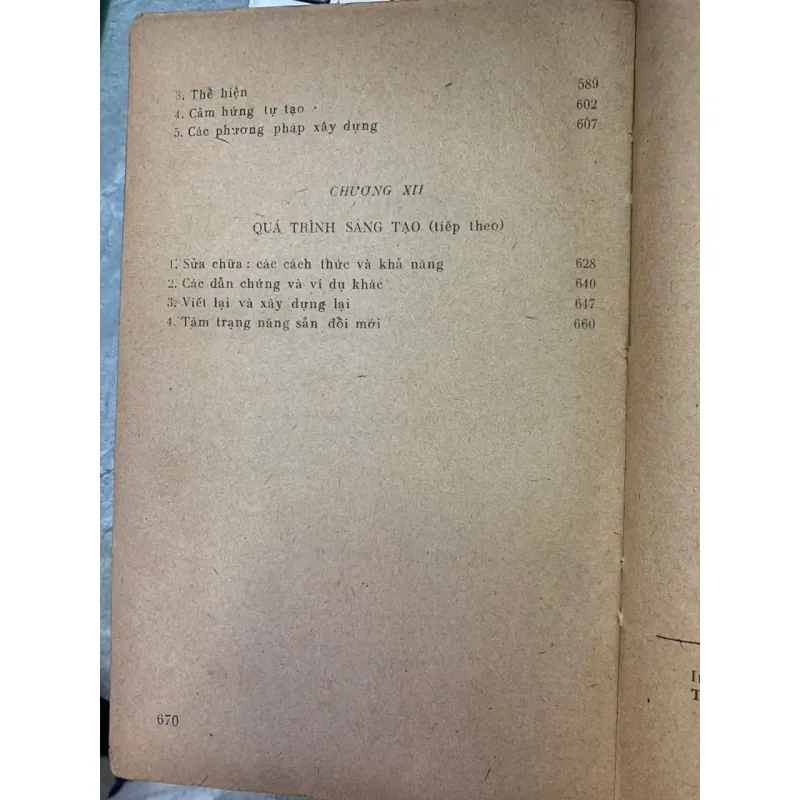 3. Thể hiện 589
4. Cảm hứng tự tạo 602
5. Các phương pháp xây dựng 607
CHƯƠNG XII
QUÁ TRÌNH SÁNG TẠO (tiếp theo)
1. Sửa chữa : các cách thức và khả năng 628
2. Các dẫn chứng và ví dụ khác 640
3. Viết lại và xây dựng lại 647
4. Tâm trạng năng sản đổi mới 660
670